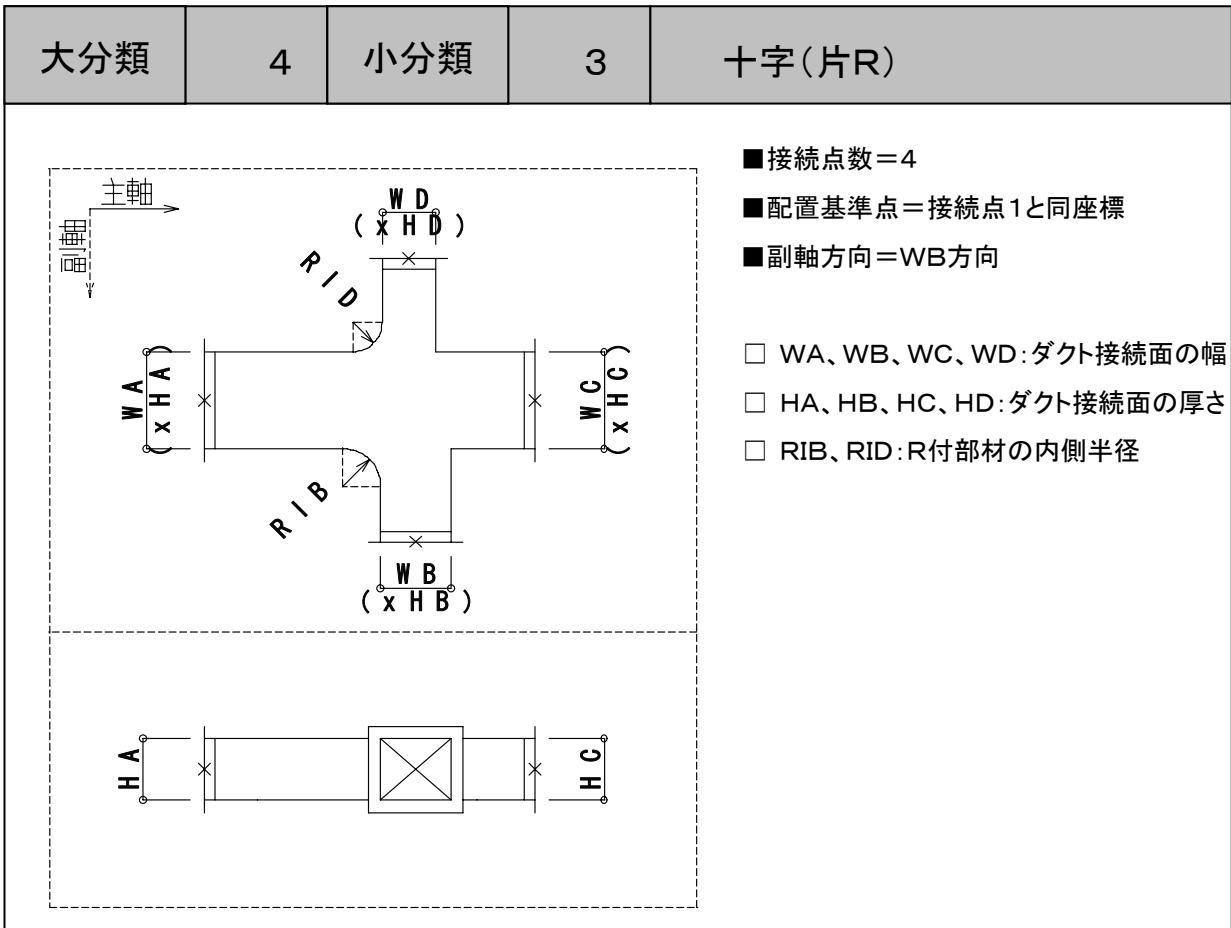 大分類 4 小分類 3 十字(片R)
■接続点数=4
■配置基準点=接続点1と同座標
■副軸方向=WB方向
□ WA、WB、WC、WD:ダクト接続面の幅
□ HA、HB、HC、HD:ダクト接続面の厚さ
□ RIB、RID:R付部材の内側半径
主軸
副軸
WD
(xHD)
RID
WA
(xHA)
WC
(xHC)
RIB
WB
(xHB)
HA
HC